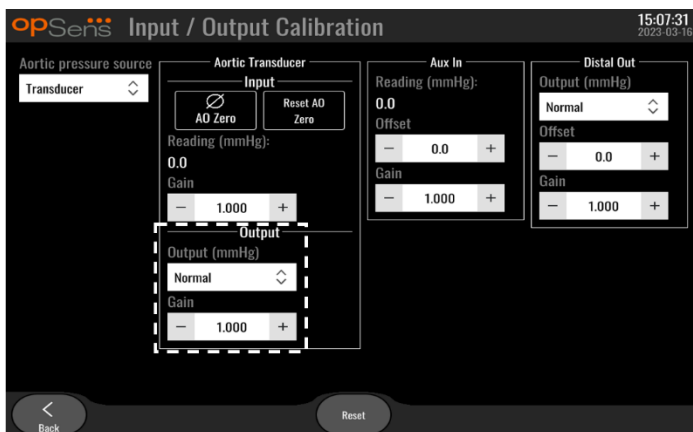 opSens Input / Output Calibration
15:07:31
2023-03-16
Aortic pressure source
Transducer
Aortic Transducer
Input
AO Zero
Reset AO
Zero
Reading (mmHg):
0.0
Gain
− 1.000 +
Output
Output (mmHg)
Normal
Gain
− 1.000 +
Aux In
Reading (mmHg):
0.0
Offset
− 0.0 +
Gain
− 1.000 +
Distal Out
Output (mmHg)
Normal
Offset
− 0.0 +
Gain
− 1.000 +
Back
Reset